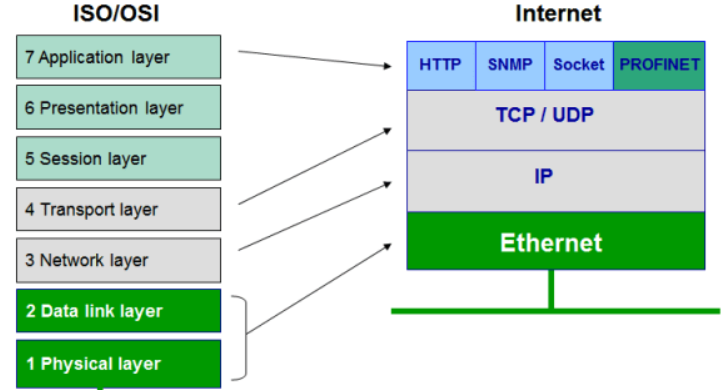 ISO/OSI
7 Application layer
6 Presentation layer
5 Session layer
4 Transport layer
3 Network layer
2 Data link layer
1 Physical layer
Internet
HTTP SNMP Socket PROFINET
TCP / UDP
IP
Ethernet